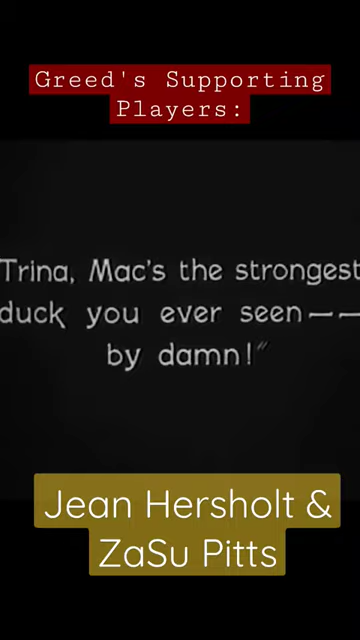 Greed's Supporting
Players:
Trina, Mac's the strongest
duck you ever seen——
by damn!"
Jean Hersholt &
ZaSu Pitts